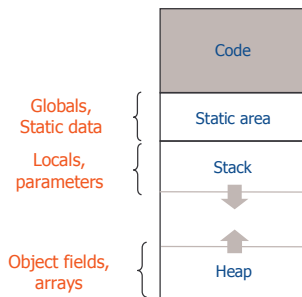 Code
Globals,
Static data
Static area
Locals,
parameters
Stack
Object fields,
arrays
Heap